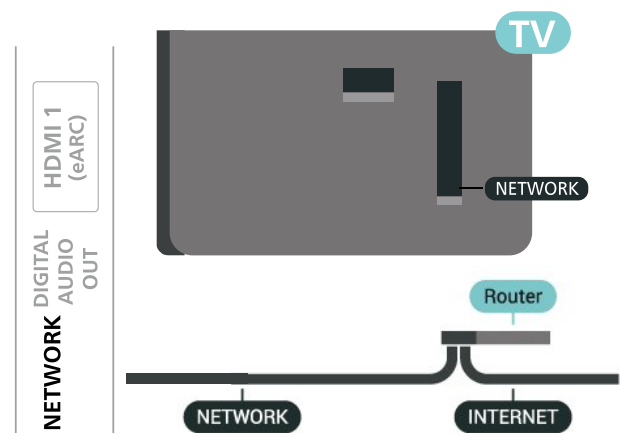 TV
HDMI 1
(eARC)
DIGITAL
AUDIO
OUT
NETWORK
NETWORK
Router
NETWORK
INTERNET